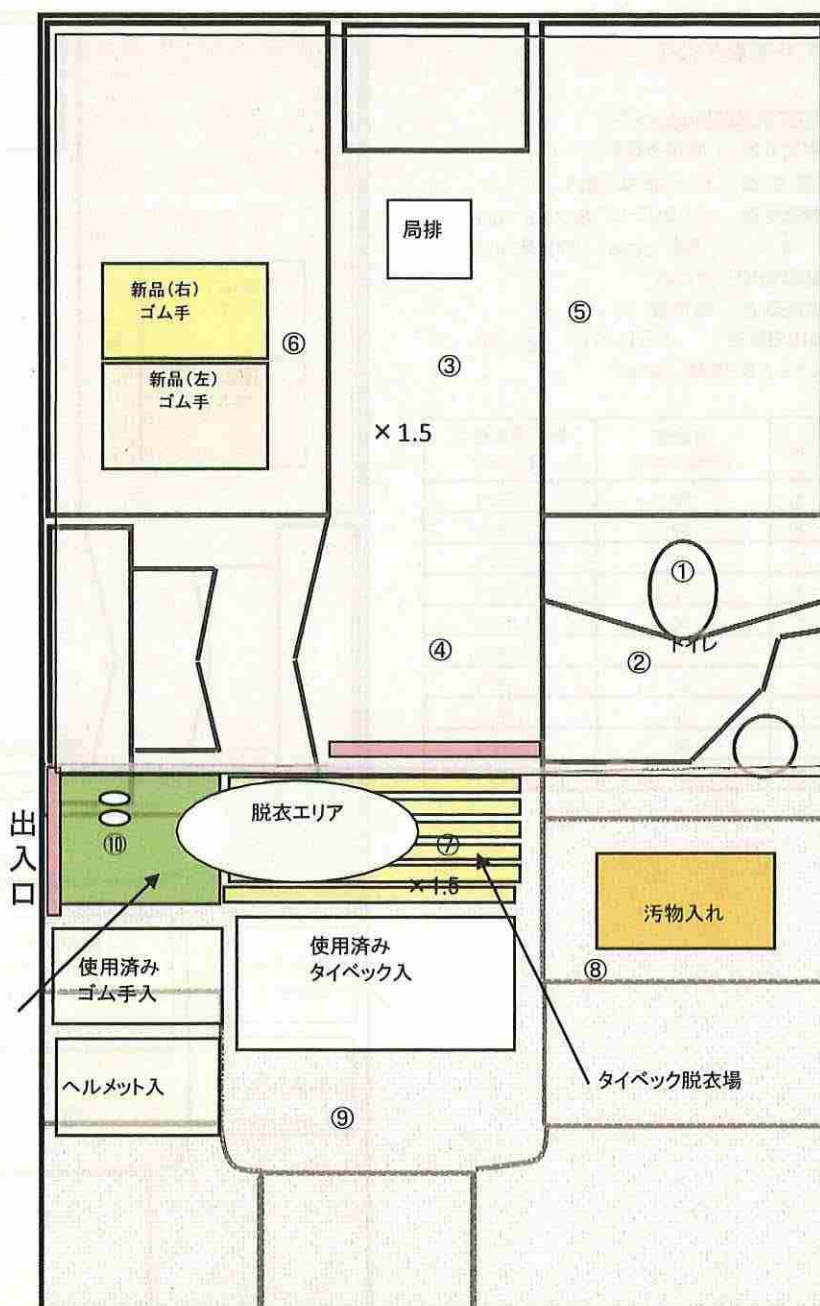 局排
新品(右)
ゴム手
⑤
⑥
③
新品(左)
ゴム手
×1.5
①
④
②
トイレ
出入口
脱衣エリア
⑩
⑦
×1.5
汚物入れ
使用済み
タイベック入
使用済み
ゴム手入
⑧
ヘルメット入
タイベック脱衣場
⑨